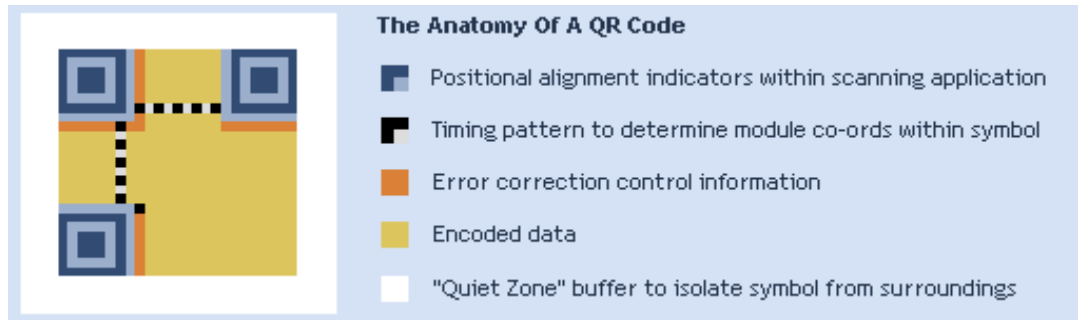 The Anatomy Of A QR Code
Positional alignment indicators within scanning application
Timing pattern to determine module co-ords within symbol
Error correction control information
Encoded data
"Quiet Zone" buffer to isolate symbol from surroundings